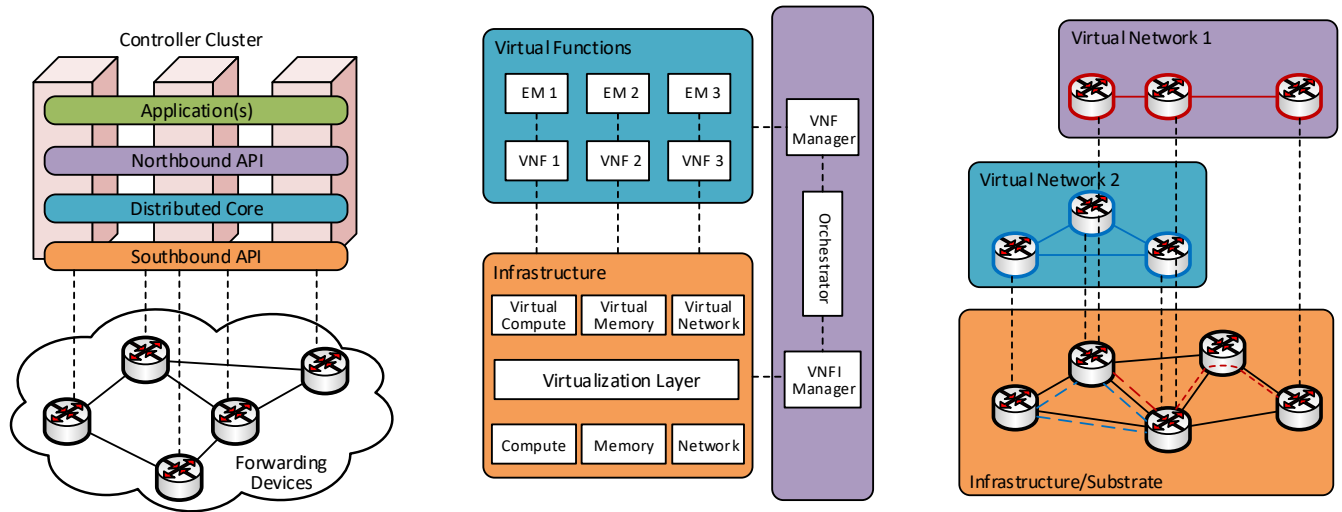 Controller Cluster
Application(s)
Northbound API
Distributed Core
Southbound API
Forwarding
Devices
Virtual Functions
EM 1
EM 2
EM 3
VNF 1
VNF 2
VNF 3
Infrastructure
Virtual
Compute
Virtual
Memory
Virtual
Network
Virtualization Layer
Compute
Memory
Network
VNF
Manager
Orchestrator
VNFI
Manager
Virtual Network 1
Virtual Network 2
Infrastructure/Substrate